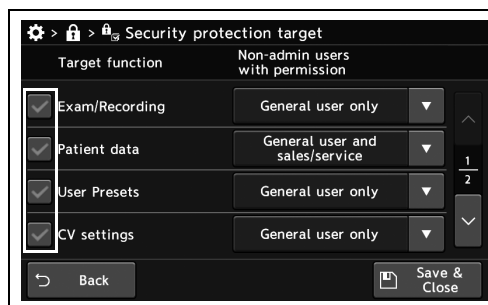 > > Security protection target
Target function Non-admin users
with permission
Exam/Recording General user only ▼
Patient data General user and
sales/service ▼
1
2
User Presets General user only ▼
CV settings General user only ▼
Back Save &
Close